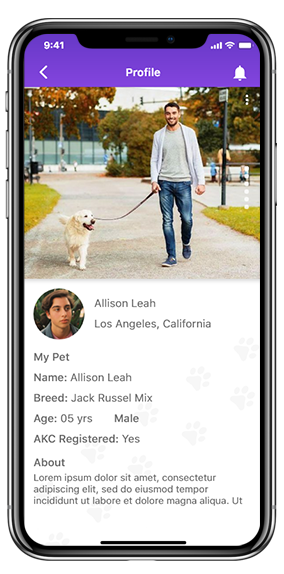 9:41
Profile
Allison Leah
Los Angeles, California
My Pet
Name: Allison Leah
Breed: Jack Russel Mix
Age: 05 yrs Male
AKC Registered: Yes
About
Lorem ipsum dolor sit amet, consectetur
adipiscing elit, sed do eiusmod tempor
incididunt ut labore et dolore magna aliqua. Ut